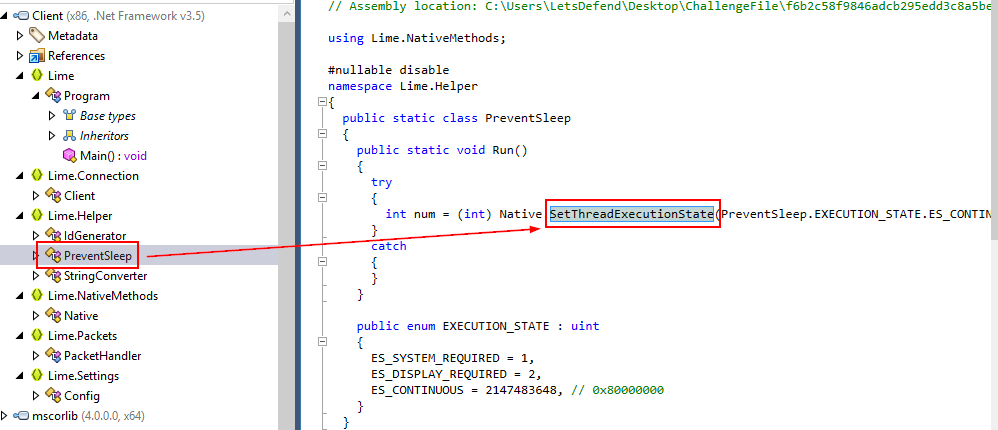 Client (x86, .Net Framework v3.5)
Metadata
References
Lime
Program
Base types
Inheritors
Main() : void
Lime.Connection
Client
Lime.Helper
IdGenerator
PreventSleep
StringConverter
Lime.NativeMethods
Native
Lime.Packets
PacketHandler
Lime.Settings
Config
mscorlib (4.0.0.0, x64)
// Assembly location: C:\Users\LetsDefend\Desktop\ChallengeFile\f6b2c58f9846adcb295edd3c8a5be
using Lime.NativeMethods;
#nullable disable
namespace Lime.Helper
{
public static class PreventSleep
{
public static void Run()
{
try
{
int num = (int) Native SetThreadExecutionState(PreventSleep.EXECUTION_STATE.ES_CONTIN
}
catch
{
}
}
public enum EXECUTION_STATE : uint
{
ES_SYSTEM_REQUIRED = 1,
ES_DISPLAY_REQUIRED = 2,
ES_CONTINUOUS = 2147483648, // 0x80000000
}
}